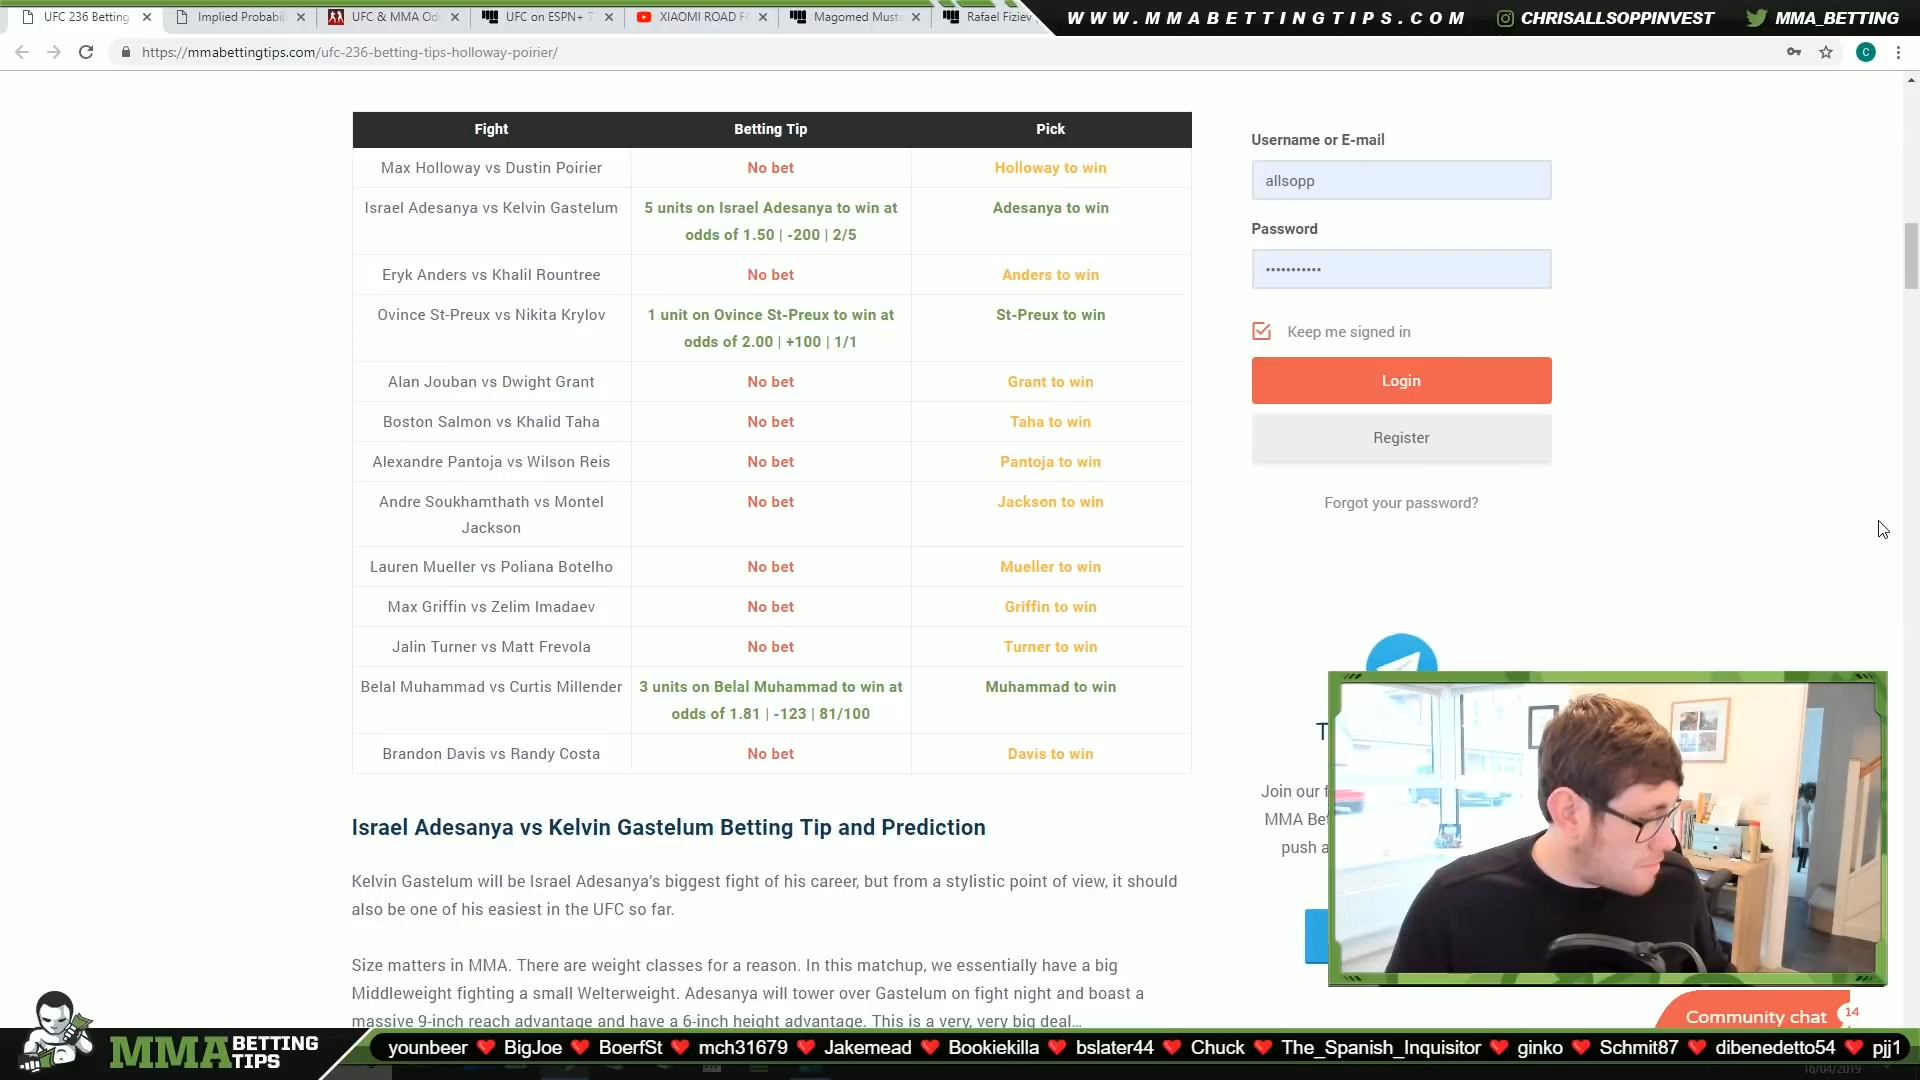 UFC 236 Betting
Implied Probabil
UFC & MMA Od
UFC on ESPN+ 7
XIAOMI ROAD F
Magomed Musta
Rafael Fiziev
WWW.MMABETTINGTIPS.COM
CHRISALLSOPPINVEST
MMA_BETTING
https://mmabettingtips.com/ufc-236-betting-tips-holloway-poirier/
C
Fight Betting Tip Pick
Max Holloway vs Dustin Poirier No bet Holloway to win
Israel Adesanya vs Kelvin Gastelum 5 units on Israel Adesanya to win at Adesanya to win
odds of 1.50 | -200 | 2/5
Eryk Anders vs Khalil Rountree No bet Anders to win
Ovince St-Preux vs Nikita Krylov 1 unit on Ovince St-Preux to win at St-Preux to win
odds of 2.00 | +100 | 1/1
Alan Jouban vs Dwight Grant No bet Grant to win
Boston Salmon vs Khalid Taha No bet Taha to win
Alexandre Pantoja vs Wilson Reis No bet Pantoja to win
Andre Soukhamthath vs Montel No bet Jackson to win
Jackson
Lauren Mueller vs Poliana Botelho No bet Mueller to win
Max Griffin vs Zelim Imadaev No bet Griffin to win
Jalin Turner vs Matt Frevola No bet Turner to win
Belal Muhammad vs Curtis Millender 3 units on Belal Muhammad to win at Muhammad to win
odds of 1.81 | -123 | 81/100
Brandon Davis vs Randy Costa No bet Davis to win
Israel Adesanya vs Kelvin Gastelum Betting Tip and Prediction
Kelvin Gastelum will be Israel Adesanya's biggest fight of his career, but from a stylistic point of view, it should
also be one of his easiest in the UFC so far.
Size matters in MMA. There are weight classes for a reason. In this matchup, we essentially have a big
Middleweight fighting a small Welterweight. Adesanya will tower over Gastelum on fight night and boast a
massive 9-inch reach advantage and have a 6-inch height advantage. This is a very, very big deal…
Username or E-mail
allsopp
Password
•••••••••••
Keep me signed in
Login
Register
Forgot your password?
T
Join our f
MMA Bet
push a
Community chat 14
MMA BETTING
TIPS
younbeer BigJoe BoerfSt mch31679 Jakemead Bookiekilla bslater44 Chuck The_Spanish_Inquisitor ginko Schmit87 dibenedetto54 pjj1
16/04/2019